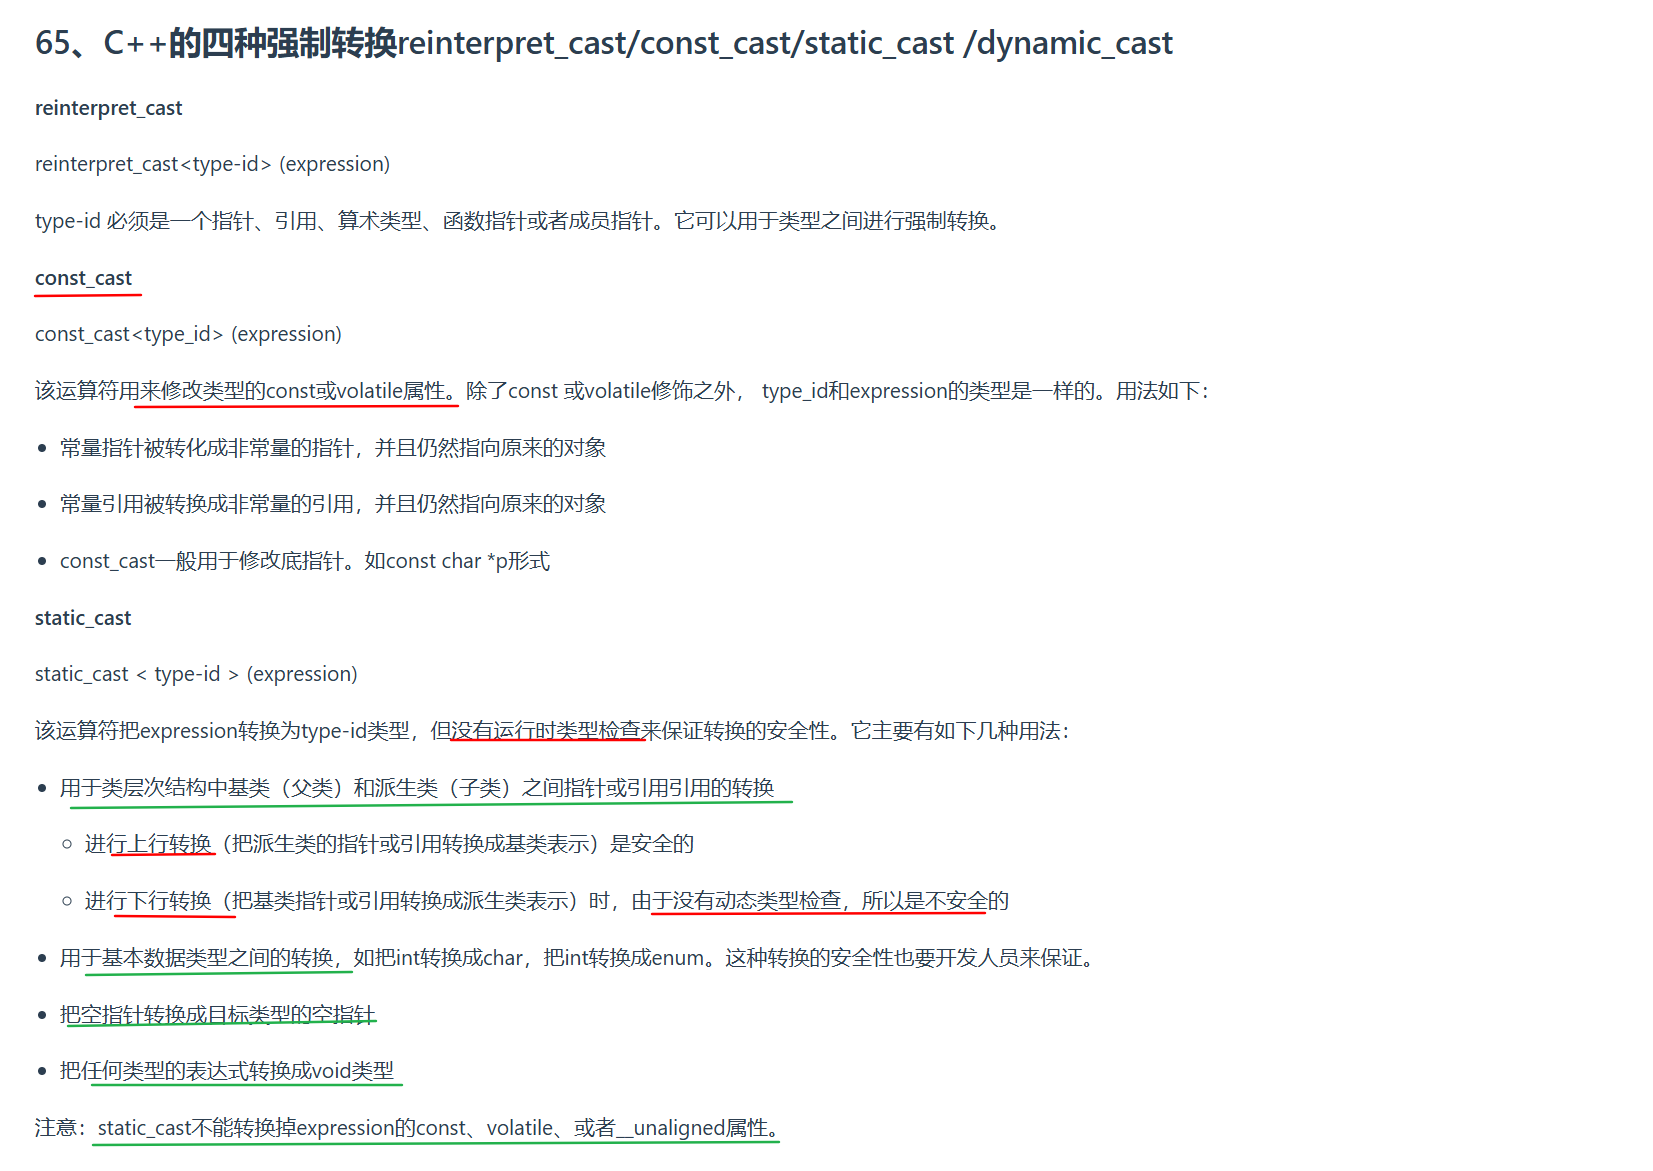 65、C++的四种强制转换reinterpret_cast/const_cast/static_cast /dynamic_cast
reinterpret_cast
reinterpret_cast<type-id> (expression)
type-id 必须是一个指针、引用、算术类型、函数指针或者成员指针。它可以用于类型之间进行强制转换。
const_cast
const_cast<type_id> (expression)
该运算符用来修改类型的const或volatile属性。除了const 或volatile修饰之外， type_id和expression的类型是一样的。用法如下：
• 常量指针被转化成非常量的指针，并且仍然指向原来的对象
• 常量引用被转换成非常量的引用，并且仍然指向原来的对象
• const_cast一般用于修改底指针。如const char *p形式
static_cast
static_cast < type-id > (expression)
该运算符把expression转换为type-id类型，但没有运行时类型检查来保证转换的安全性。它主要有如下几种用法：
• 用于类层次结构中基类（父类）和派生类（子类）之间指针或引用引用的转换
○ 进行上行转换（把派生类的指针或引用转换成基类表示）是安全的
○ 进行下行转换（把基类指针或引用转换成派生类表示）时，由于没有动态类型检查，所以是不安全的
• 用于基本数据类型之间的转换，如把int转换成char，把int转换成enum。这种转换的安全性也要开发人员来保证。
• 把空指针转换成目标类型的空指针
• 把任何类型的表达式转换成void类型
注意：static_cast不能转换掉expression的const、volatile、或者__unaligned属性。